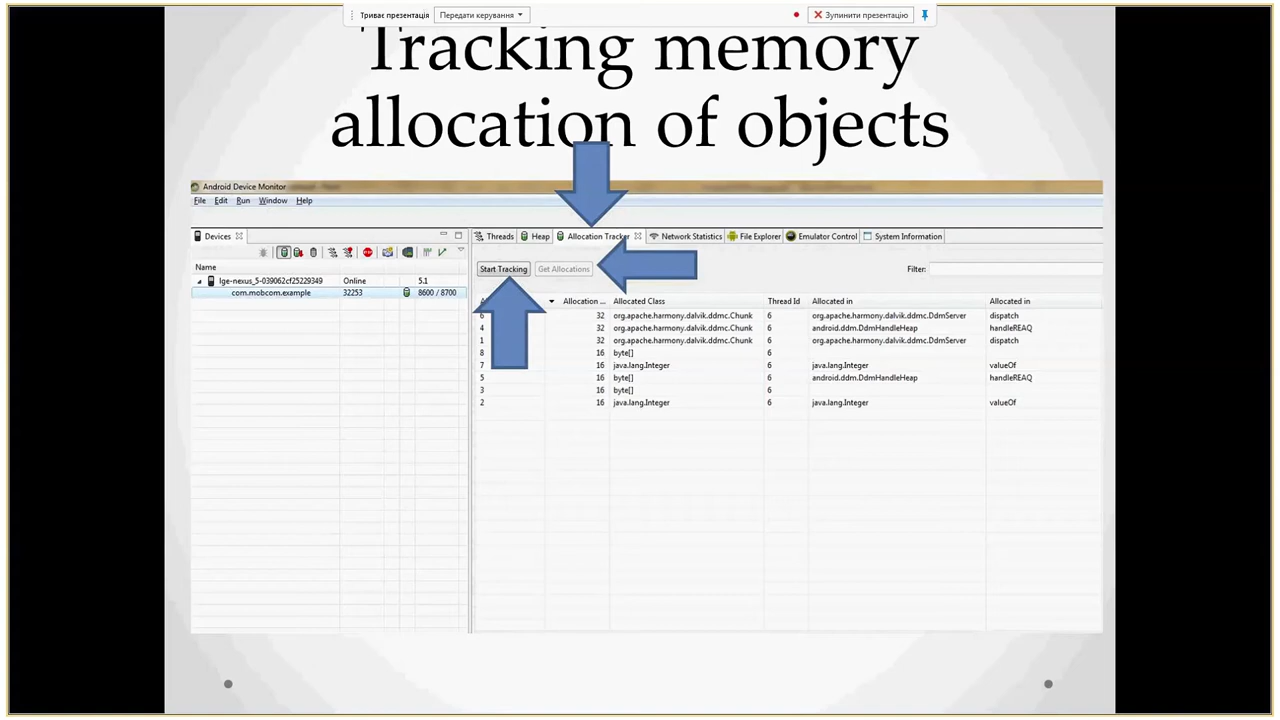 Триває презентація Передати керування Зупинити презентацію
Tracking memory
allocation of objects
Android Device Monitor
File Edit Run Window Help
Devices Threads Heap Allocation Tracker Network Statistics File Explorer Emulator Control System Information
Start Tracking Get Allocations Filter:
Name
lge-nexus_5-039062cf25229349 Online 5.1
com.mobcom.example 32253 8600 / 8700
Allocation ... Allocated Class Thread Id Allocated in Allocated in
6 32 org.apache.harmony.dalvik.ddmc.Chunk 6 org.apache.harmony.dalvik.ddmc.DdmServer dispatch
4 32 org.apache.harmony.dalvik.ddmc.Chunk 6 android.ddm.DdmHandleHeap handleREAQ
1 32 org.apache.harmony.dalvik.ddmc.Chunk 6 org.apache.harmony.dalvik.ddmc.DdmServer dispatch
8 16 byte[] 6
7 16 java.lang.Integer 6 java.lang.Integer valueOf
5 16 byte[] 6 android.ddm.DdmHandleHeap handleREAQ
3 16 byte[] 6
2 16 java.lang.Integer 6 java.lang.Integer valueOf